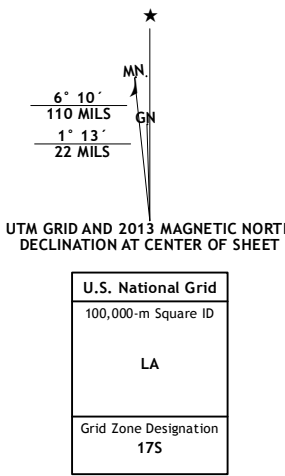 ★
MN
6° 10´
110 MILS
GN
1° 13´
22 MILS
UTM GRID AND 2013 MAGNETIC NORTH
DECLINATION AT CENTER OF SHEET
U.S. National Grid
100,000-m Square ID
LA
Grid Zone Designation
17S